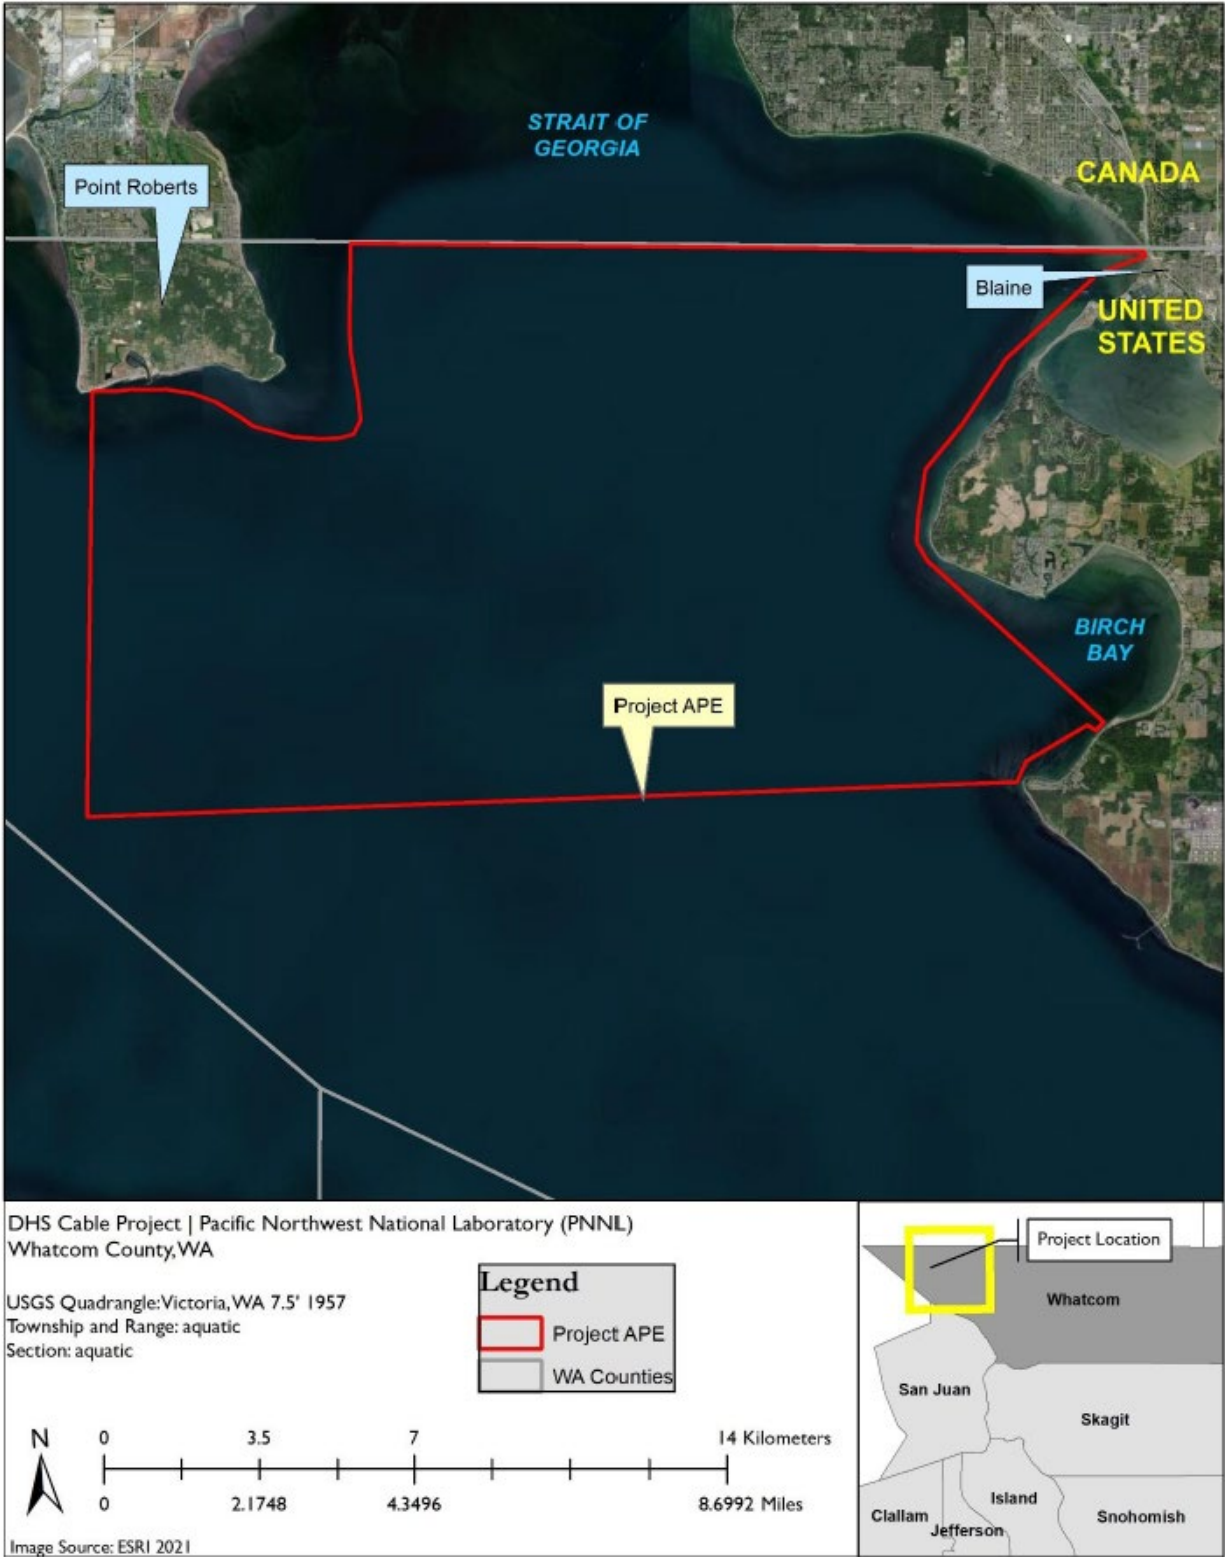 STRAIT OF
GEORGIA
CANADA
Point Roberts
Blaine
UNITED
STATES
BIRCH
BAY
Project APE
DHS Cable Project | Pacific Northwest National Laboratory (PNNL)
Whatcom County, WA
USGS Quadrangle: Victoria, WA 7.5' 1957
Township and Range: aquatic
Section: aquatic
Legend
Project APE
WA Counties
N
0 3.5 7 14 Kilometers
0 2.1748 4.3496 8.6992 Miles
Image Source: ESRI 2021
Project Location
Whatcom
San Juan
Skagit
Island
Clallam
Jefferson
Snohomish